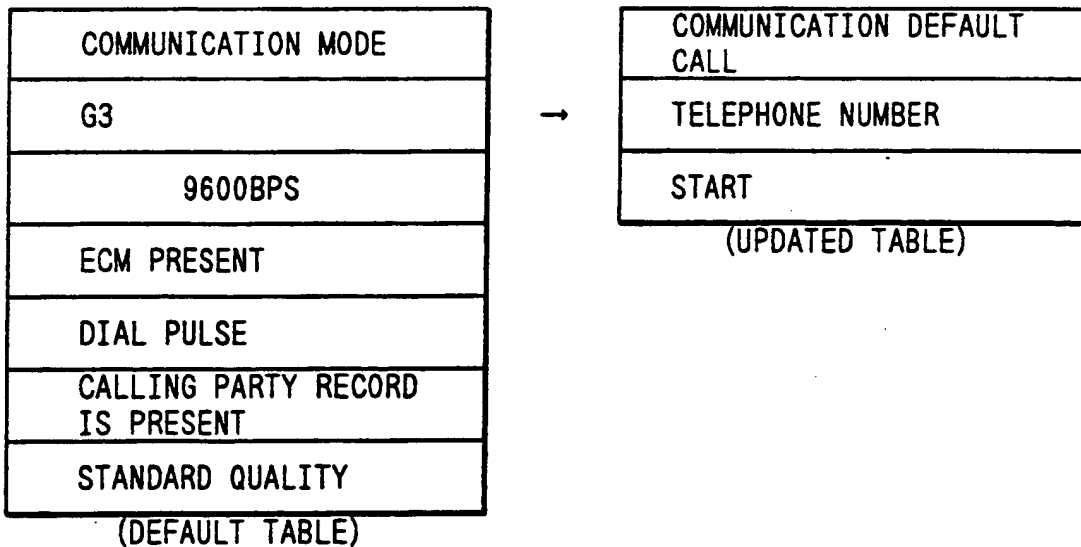 COMMUNICATION MODE
G3
9600BPS
ECM PRESENT
DIAL PULSE
CALLING PARTY RECORD
IS PRESENT
STANDARD QUALITY
(DEFAULT TABLE)
→
COMMUNICATION DEFAULT
CALL
TELEPHONE NUMBER
START
(UPDATED TABLE)